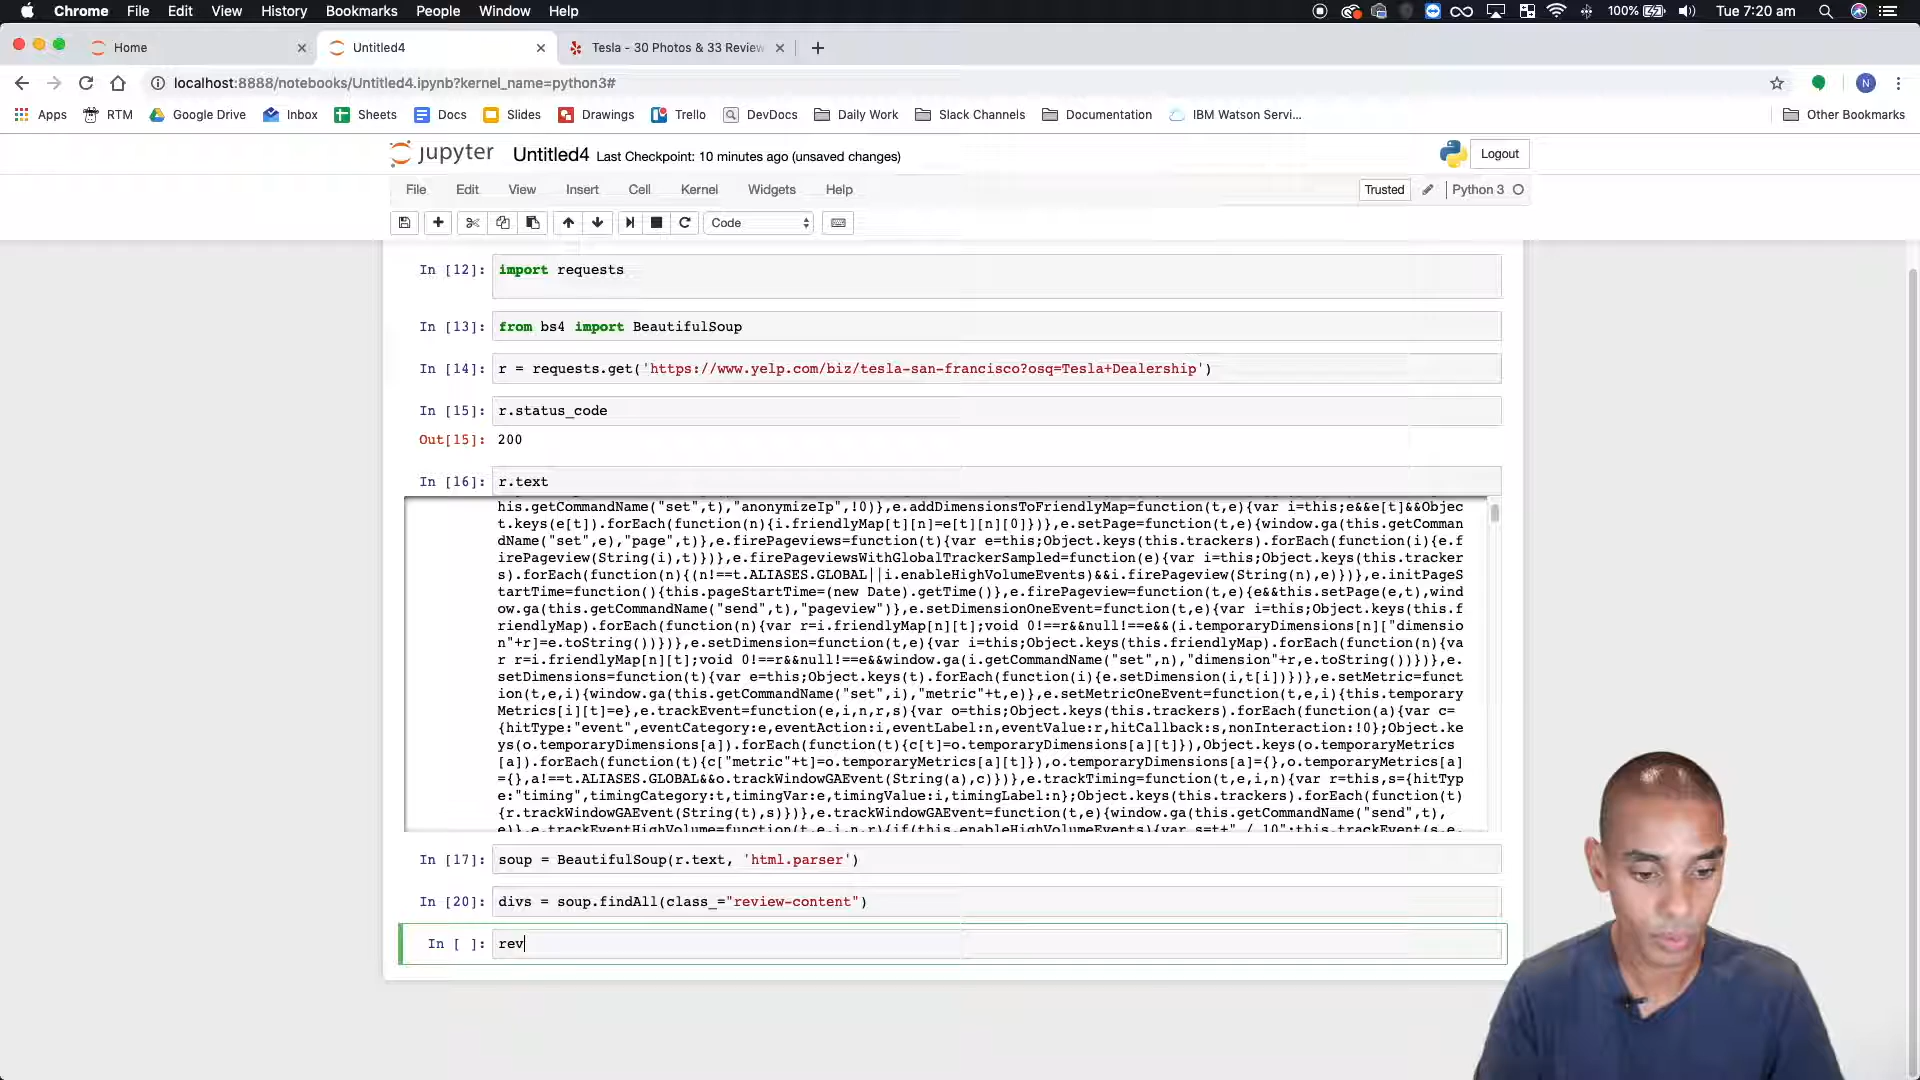 Chrome File Edit View History Bookmarks People Window Help 100% Tue 7:20 am
Home Untitled4 Tesla - 30 Photos & 33 Review
localhost:8888/notebooks/Untitled4.ipynb?kernel_name=python3# N
Apps RTM Google Drive Inbox Sheets Docs Slides Drawings Trello DevDocs Daily Work Slack Channels Documentation IBM Watson Servi... Other Bookmarks
jupyter Untitled4 Last Checkpoint: 10 minutes ago (unsaved changes) Logout
File Edit View Insert Cell Kernel Widgets Help Trusted Python 3
Code
In [12]: import requests
In [13]: from bs4 import BeautifulSoup
In [14]: r = requests.get('https://www.yelp.com/biz/tesla-san-francisco?osq=Tesla+Dealership')
In [15]: r.status_code
Out[15]: 200
In [16]: r.text
his.getCommandName("set",t),"anonymizeIp",!0)},e.addDimensionsToFriendlyMap=function(t,e){var i=this;e&&Objec
t.keys(e[t]).forEach(function(n){i.friendlyMap[t][n]=e[t][n][0]})},e.setPage=function(t,e){window.ga(this.getComman
dName("set",e),"page",t)},e.firePageviews=function(t){var e=this;Object.keys(this.trackers).forEach(function(i){e.f
irePageview(String(i),t)})},e.firePageviewsWithGlobalTrackerSampled=function(e){var i=this;Object.keys(this.tracker
s).forEach(function(n){(n!==t.ALIASES.GLOBAL||i.enableHighVolumeEvents)&&i.firePageview(String(n),e)})},e.initPageS
tartTime=function(){this.pageStartTime=(new Date).getTime()},e.firePageview=function(t,e){e&&this.setPage(e,t),wind
ow.ga(this.getCommandName("send",t),"pageview")},e.setDimensionOneEvent=function(t,e){var i=this;Object.keys(this.f
riendlyMap).forEach(function(n){var r=i.friendlyMap[n][t];void 0!==r&&null!==e&&(i.temporaryDimensions[n]["dimensio
n"+r]=e.toString())})},e.setDimension=function(t,e){var i=this;Object.keys(this.friendlyMap).forEach(function(n){va
r r=i.friendlyMap[n][t];void 0!==r&&null!==e&&window.ga(i.getCommandName("set",n),"dimension"+r,e.toString())})},e.
setDimensions=function(t){var e=this;Object.keys(t).forEach(function(i){e.setDimension(i,t[i])})},e.setMetric=funct
ion(t,e,i){window.ga(this.getCommandName("set",i),"metric"+t,e)},e.setMetricOneEvent=function(t,e,i){this.temporary
Metrics[i][t]=e},e.trackEvent=function(e,i,n,r,s){var o=this;Object.keys(this.trackers).forEach(function(a){var c=
{hitType:"event",eventCategory:e,eventAction:i,eventLabel:n,eventValue:r,hitCallback:s,nonInteraction:!0};Object.ke
ys(o.temporaryDimensions[a]).forEach(function(t){c[t]=o.temporaryDimensions[a][t]}),Object.keys(o.temporaryMetrics
[a]).forEach(function(t){c["metric"+t]=o.temporaryMetrics[a][t]}),o.temporaryDimensions[a]={},o.temporaryMetrics[a]
={},a!==t.ALIASES.GLOBAL&&o.trackWindowGAEvent(String(a),c)})},e.trackTiming=function(t,e,i,n){var r=this,s={hitTyp
e:"timing",timingCategory:t,timingVar:e,timingValue:i,timingLabel:n};Object.keys(this.trackers).forEach(function(t)
{r.trackWindowGAEvent(String(t),s)})},e.trackWindowGAEvent=function(t,e){window.ga(this.getCommandName("send",t),
e)},e.trackEventHighVolume=function(t,e,i,n,r){if(this.enableHighVolumeEvents){var s=t+" / 10";this.trackEvent(s,e,
In [17]: soup = BeautifulSoup(r.text, 'html.parser')
In [20]: divs = soup.findAll(class_="review-content")
In [ ]: rev